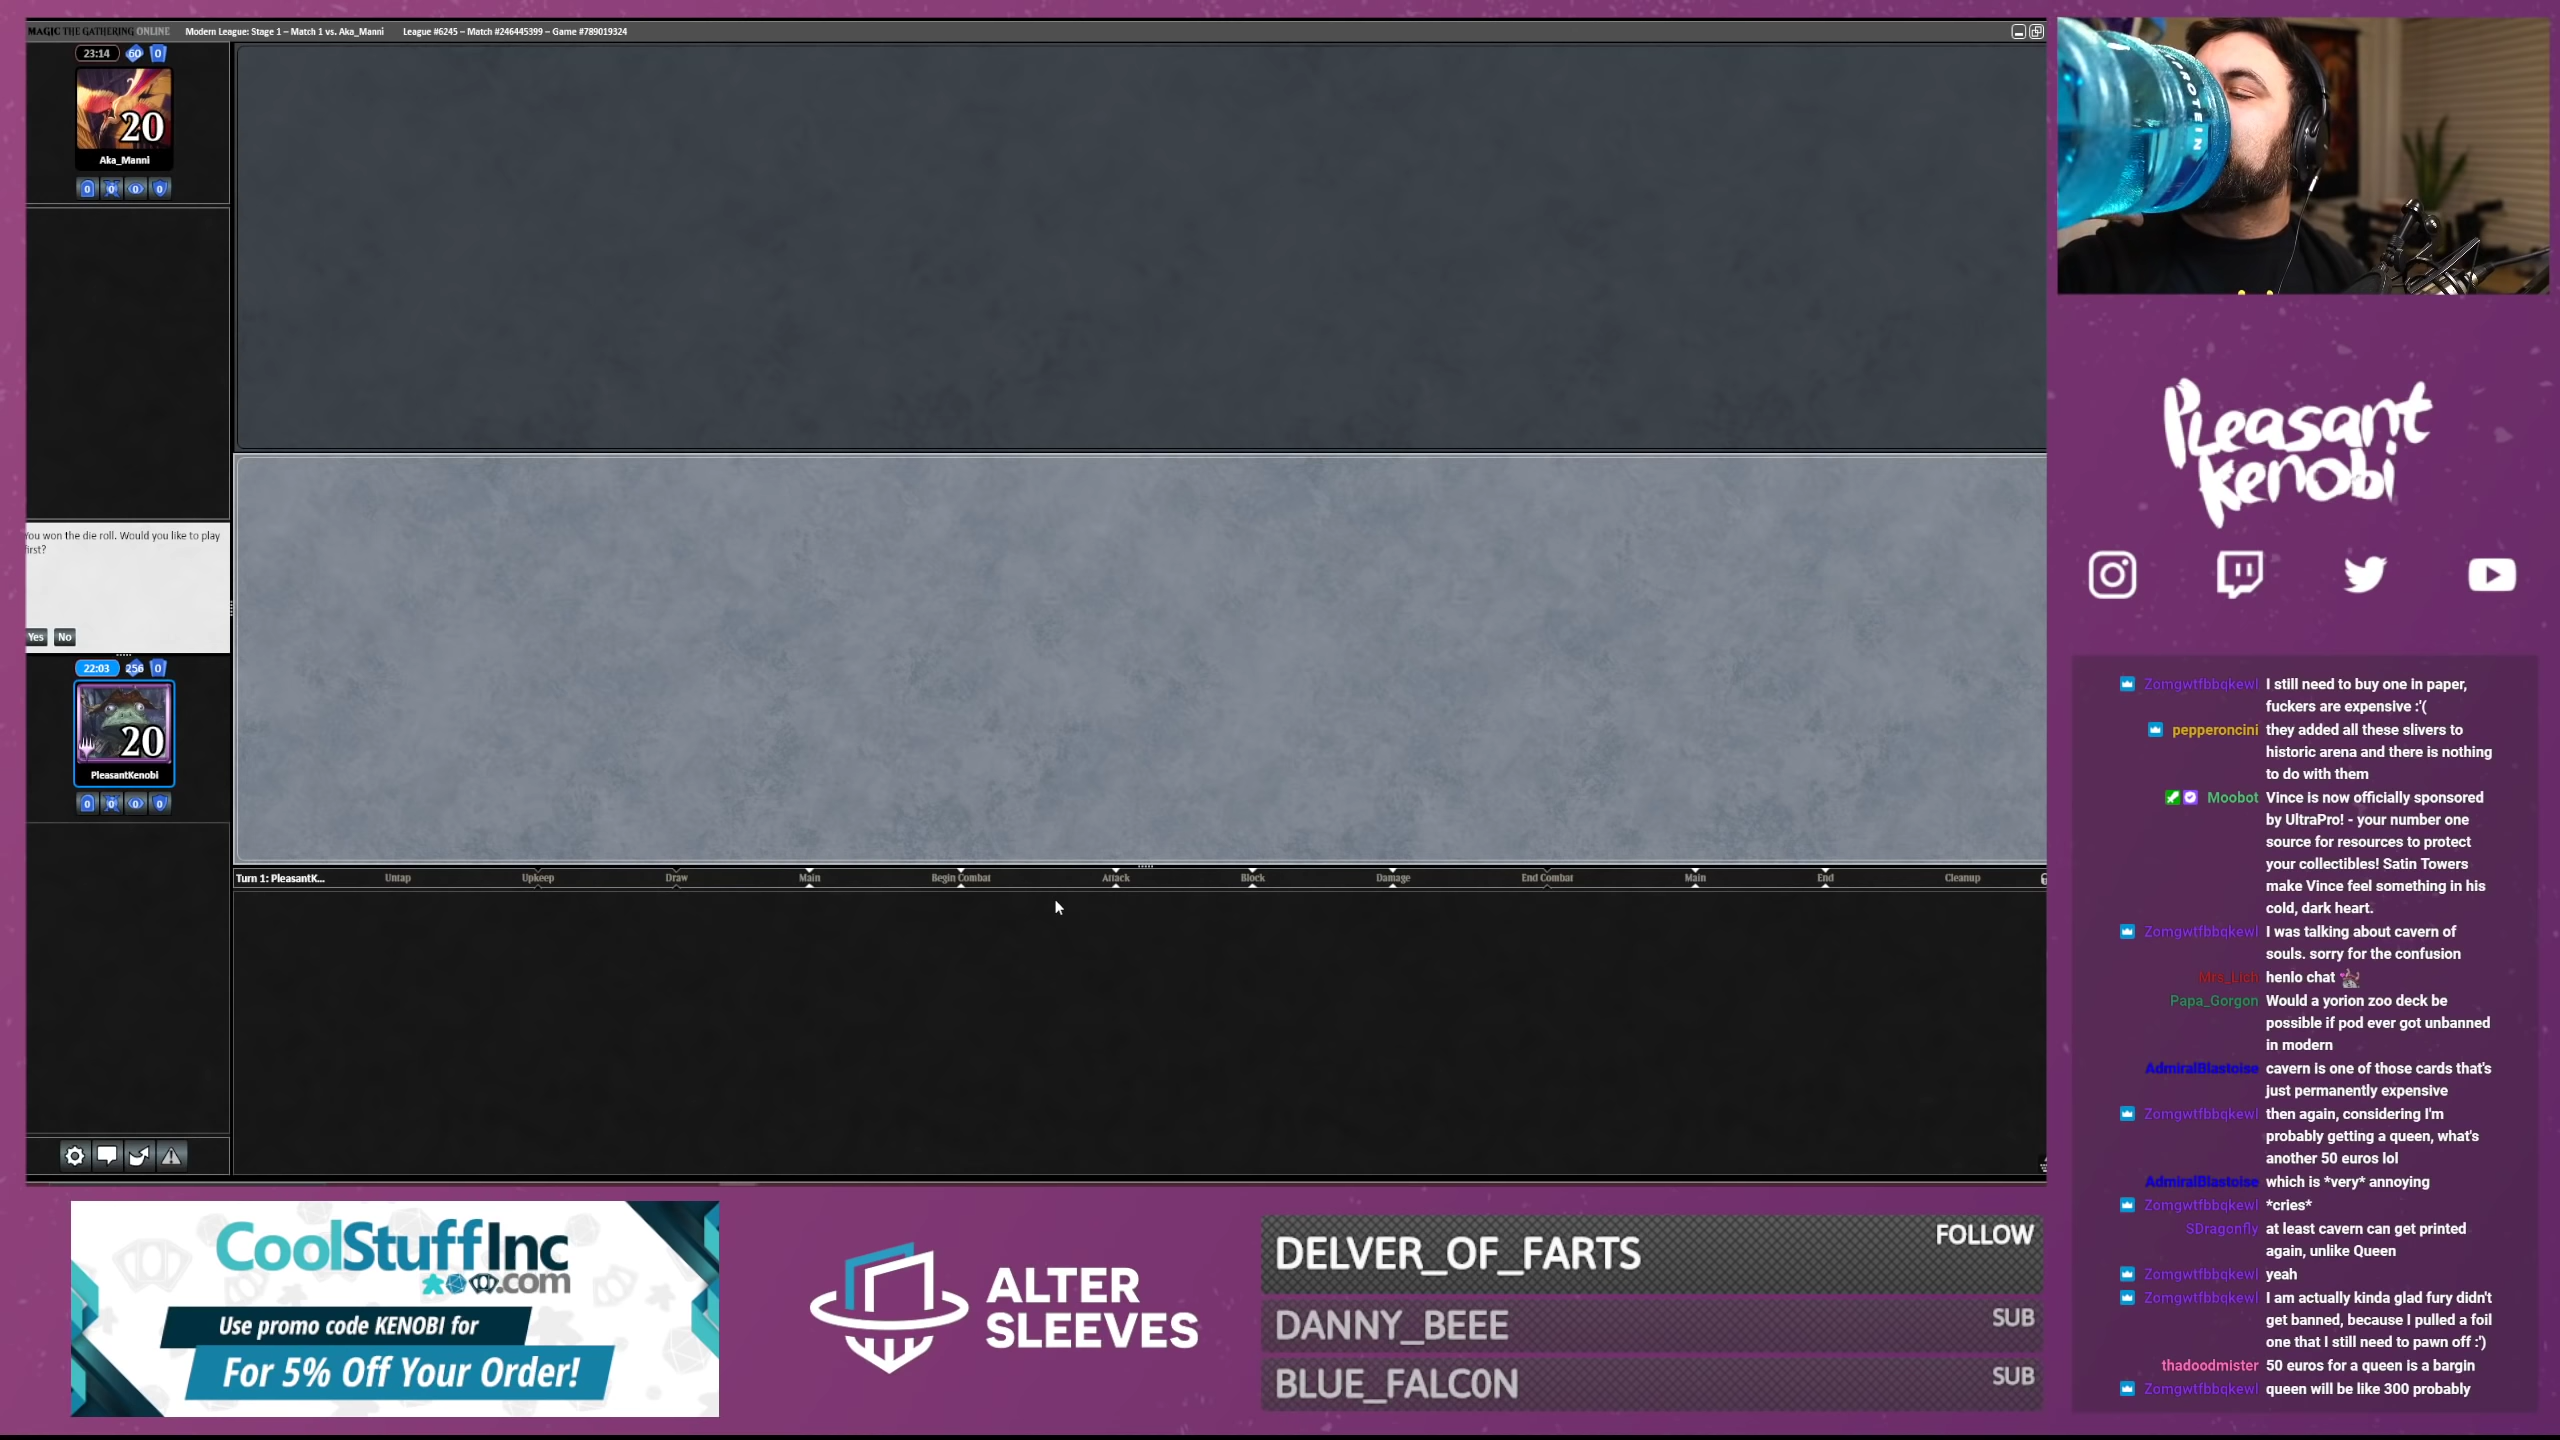 MAGIC THE GATHERING ONLINE Modern League: Stage 1 – Match 1 vs. Aka_Manni League #6245 – Match #246445399 – Game #789019324
23:14 60 0
20
Aka_Manni
0 0 0 0
You won the die roll. Would you like to play
first?
Yes No
22:03 256 0
20
PleasantKenobi
0 0 0 0
Turn 1: PleasantK... Untap Upkeep Draw Main Begin Combat Attack Block Damage End Combat Main End Cleanup
PROTEIN
Pleasant
Kenobi
Zomgwtfbbqkewl I still need to buy one in paper,
fuckers are expensive :'(
pepperoncini they added all these slivers to
historic arena and there is nothing
to do with them
Moobot Vince is now officially sponsored
by UltraPro! - your number one
source for resources to protect
your collectibles! Satin Towers
make Vince feel something in his
cold, dark heart.
Zomgwtfbbqkewl I was talking about cavern of
souls. sorry for the confusion
Mrs_Lich henlo chat
Papa_Gorgon Would a yorion zoo deck be
possible if pod ever got unbanned
in modern
AdmiralBlastoise cavern is one of those cards that's
just permanently expensive
Zomgwtfbbqkewl then again, considering I'm
probably getting a queen, what's
another 50 euros lol
AdmiralBlastoise which is *very* annoying
Zomgwtfbbqkewl *cries*
SDragonfly at least cavern can get printed
again, unlike Queen
Zomgwtfbbqkewl yeah
Zomgwtfbbqkewl I am actually kinda glad fury didn't
get banned, because I pulled a foil
one that I still need to pawn off :')
thadoodmister 50 euros for a queen is a bargin
Zomgwtfbbqkewl queen will be like 300 probably
CoolStuffInc
.com
Use promo code KENOBI for
For 5% Off Your Order!
ALTER
SLEEVES
DELVER_OF_FARTS FOLLOW
DANNY_BEEE SUB
BLUE_FALC0N SUB